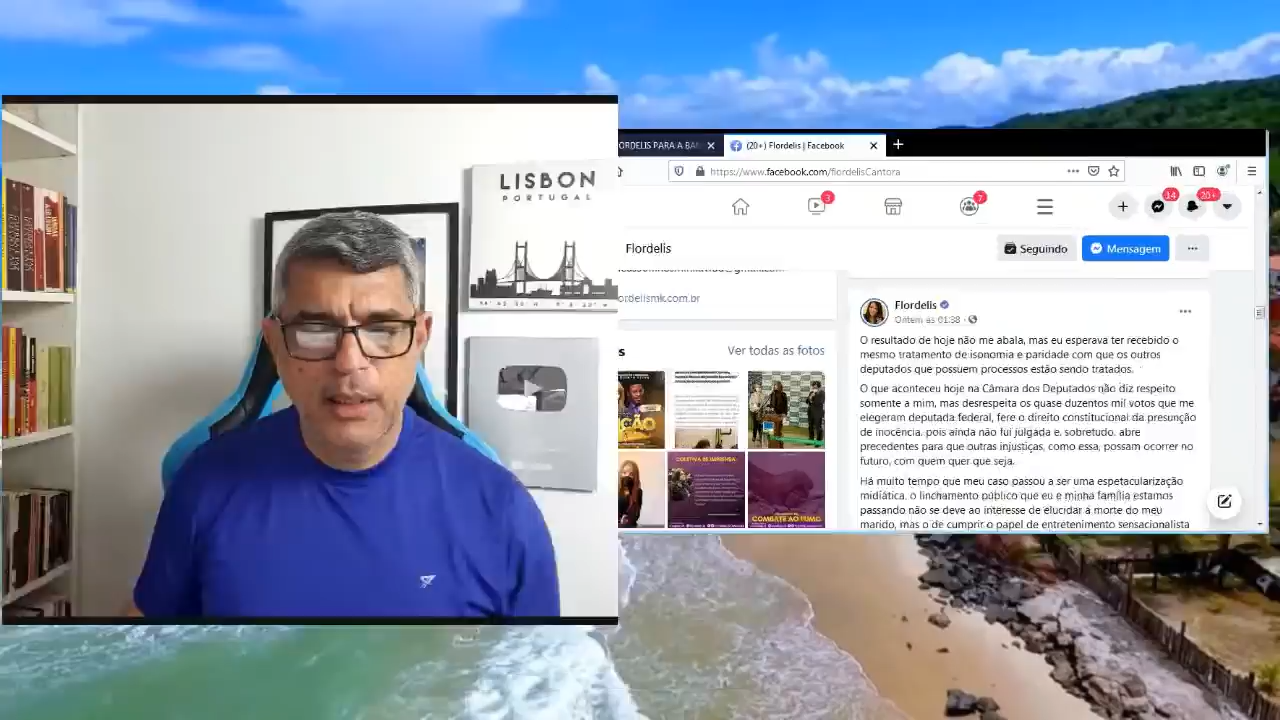 LISBON
PORTUGAL
ORDELIS PARA A BAN
(20+) Flordelis | Facebook
https://www.facebook.com/flordelisCantora
3
7
14
20+
Flordelis
Seguindo
Mensagem
ordelismk.com.br
s
Ver todas as fotos
COMBATE AO FUMO
Flordelis
Ontem às 01:38
O resultado de hoje não me abala, mas eu esperava ter recebido o
mesmo tratamento de isonomia e paridade com que os outros
deputados que possuem processos estão sendo tratados.
O que aconteceu hoje na Câmara dos Deputados não diz respeito
somente a mim, mas desrespeita os quase duzentos mil votos que me
elegeram deputada federal, fere o direito constitucional da presunção
de inocência, pois ainda não fui julgada e, sobretudo, abre
precedentes para que outras injustiças, como essa, possam ocorrer no
futuro, com quem quer que seja.
Há muito tempo que meu caso passou a ser uma espetacularização
midiática, o linchamento público que eu e minha família estamos
passando não se deve ao interesse de elucidar a morte do meu
marido, mas o de cumprir o papel de entretenimento sensacionalista